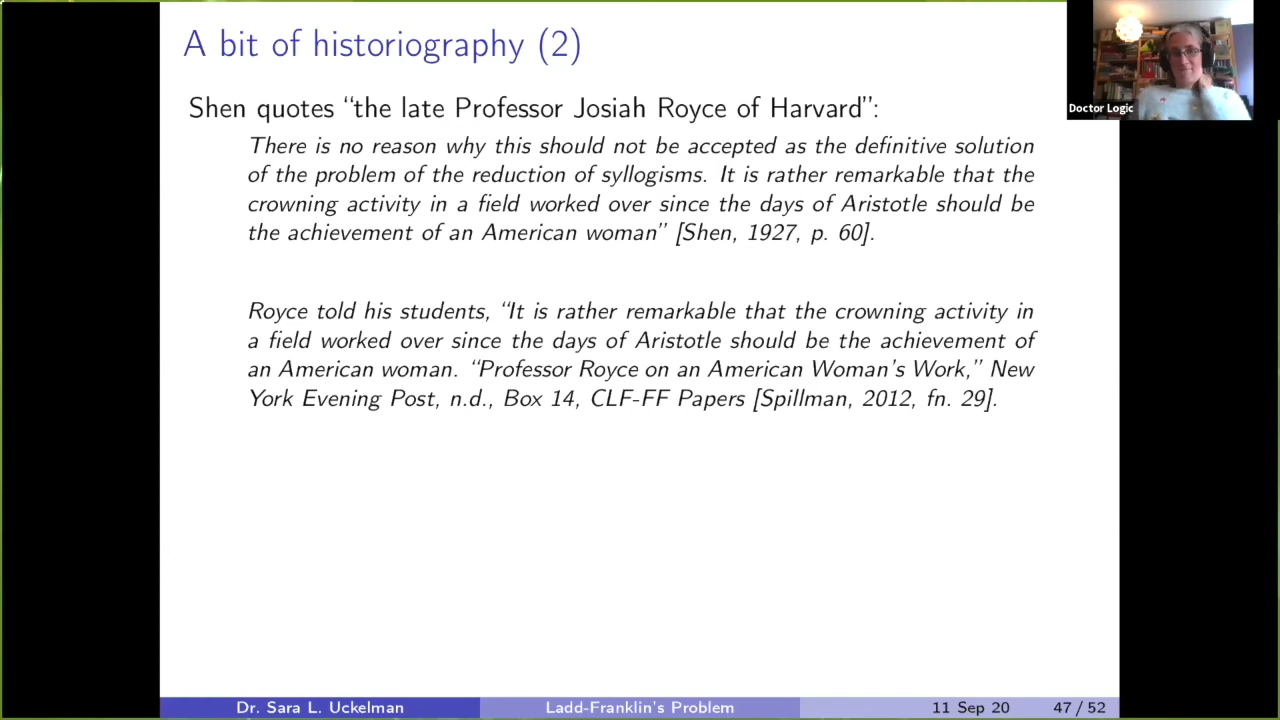 A bit of historiography (2)
Doctor Logic
Shen quotes “the late Professor Josiah Royce of Harvard”:
There is no reason why this should not be accepted as the definitive solution
of the problem of the reduction of syllogisms. It is rather remarkable that the
crowning activity in a field worked over since the days of Aristotle should be
the achievement of an American woman” [Shen, 1927, p. 60].
Royce told his students, “It is rather remarkable that the crowning activity in
a field worked over since the days of Aristotle should be the achievement of
an American woman. “Professor Royce on an American Woman’s Work,” New
York Evening Post, n.d., Box 14, CLF-FF Papers [Spillman, 2012, fn. 29].
Dr. Sara L. Uckelman Ladd-Franklin’s Problem 11 Sep 20 47 / 52